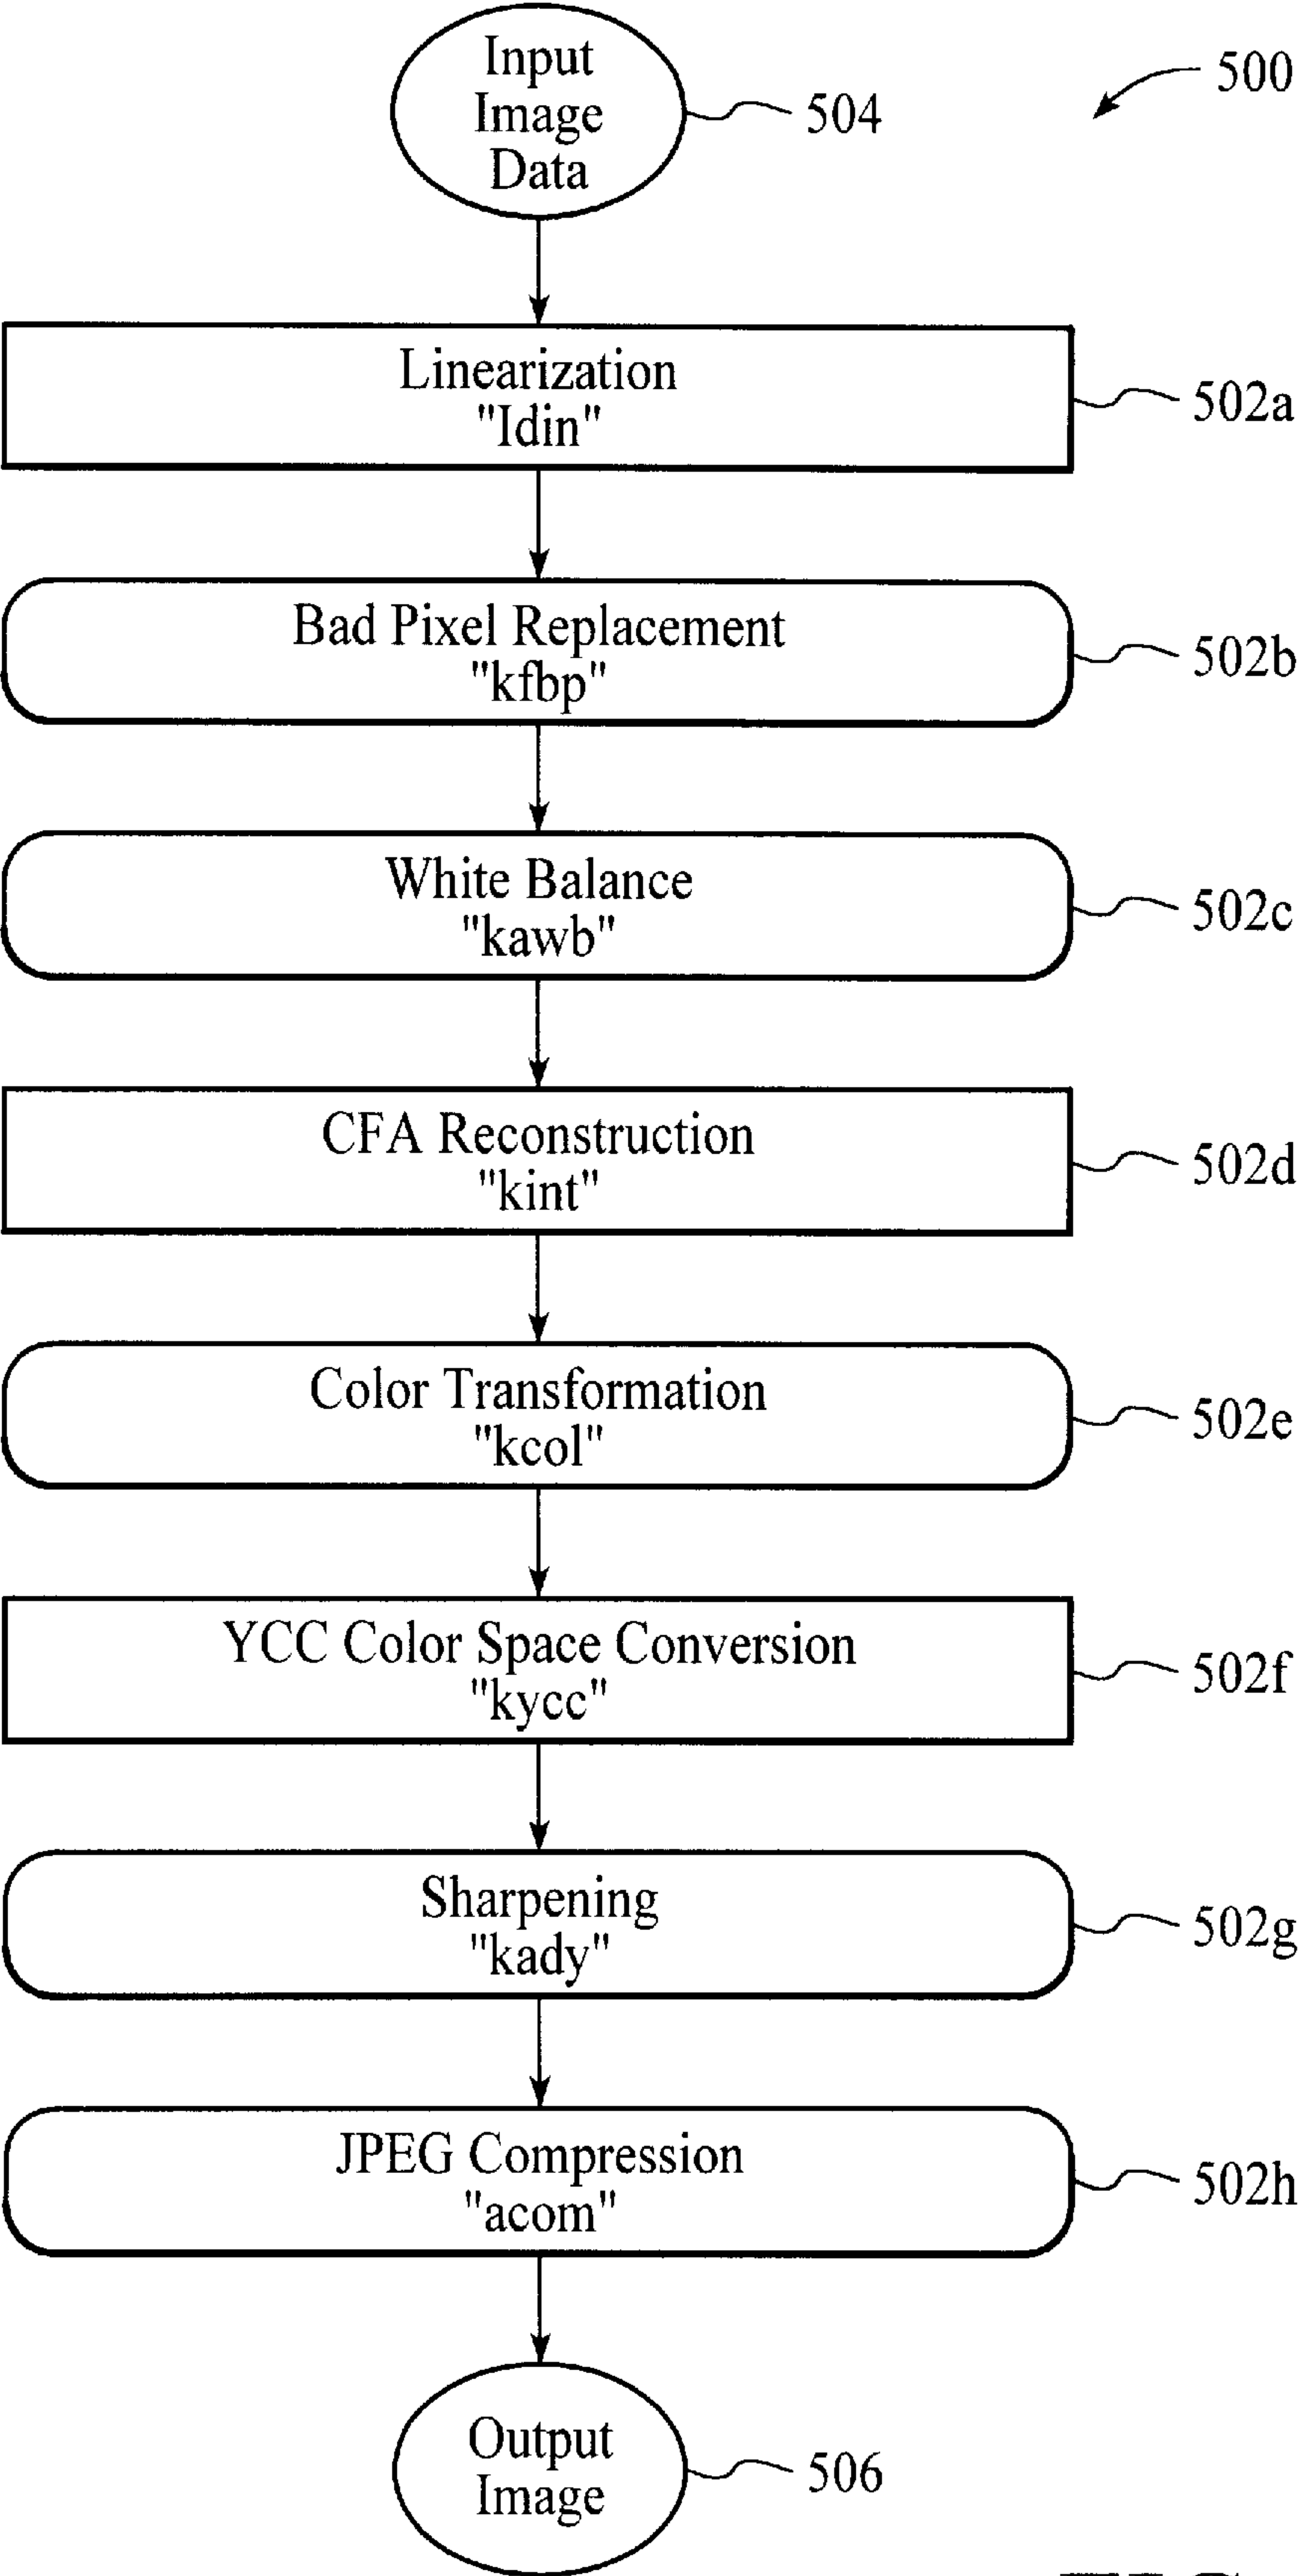 Input
Image
Data
504
500
Linearization
"Idin"
502a
Bad Pixel Replacement
"kfbp"
502b
White Balance
"kawb"
502c
CFA Reconstruction
"kint"
502d
Color Transformation
"kcol"
502e
YCC Color Space Conversion
"kycc"
502f
Sharpening
"kady"
502g
JPEG Compression
"acom"
502h
Output
Image
506